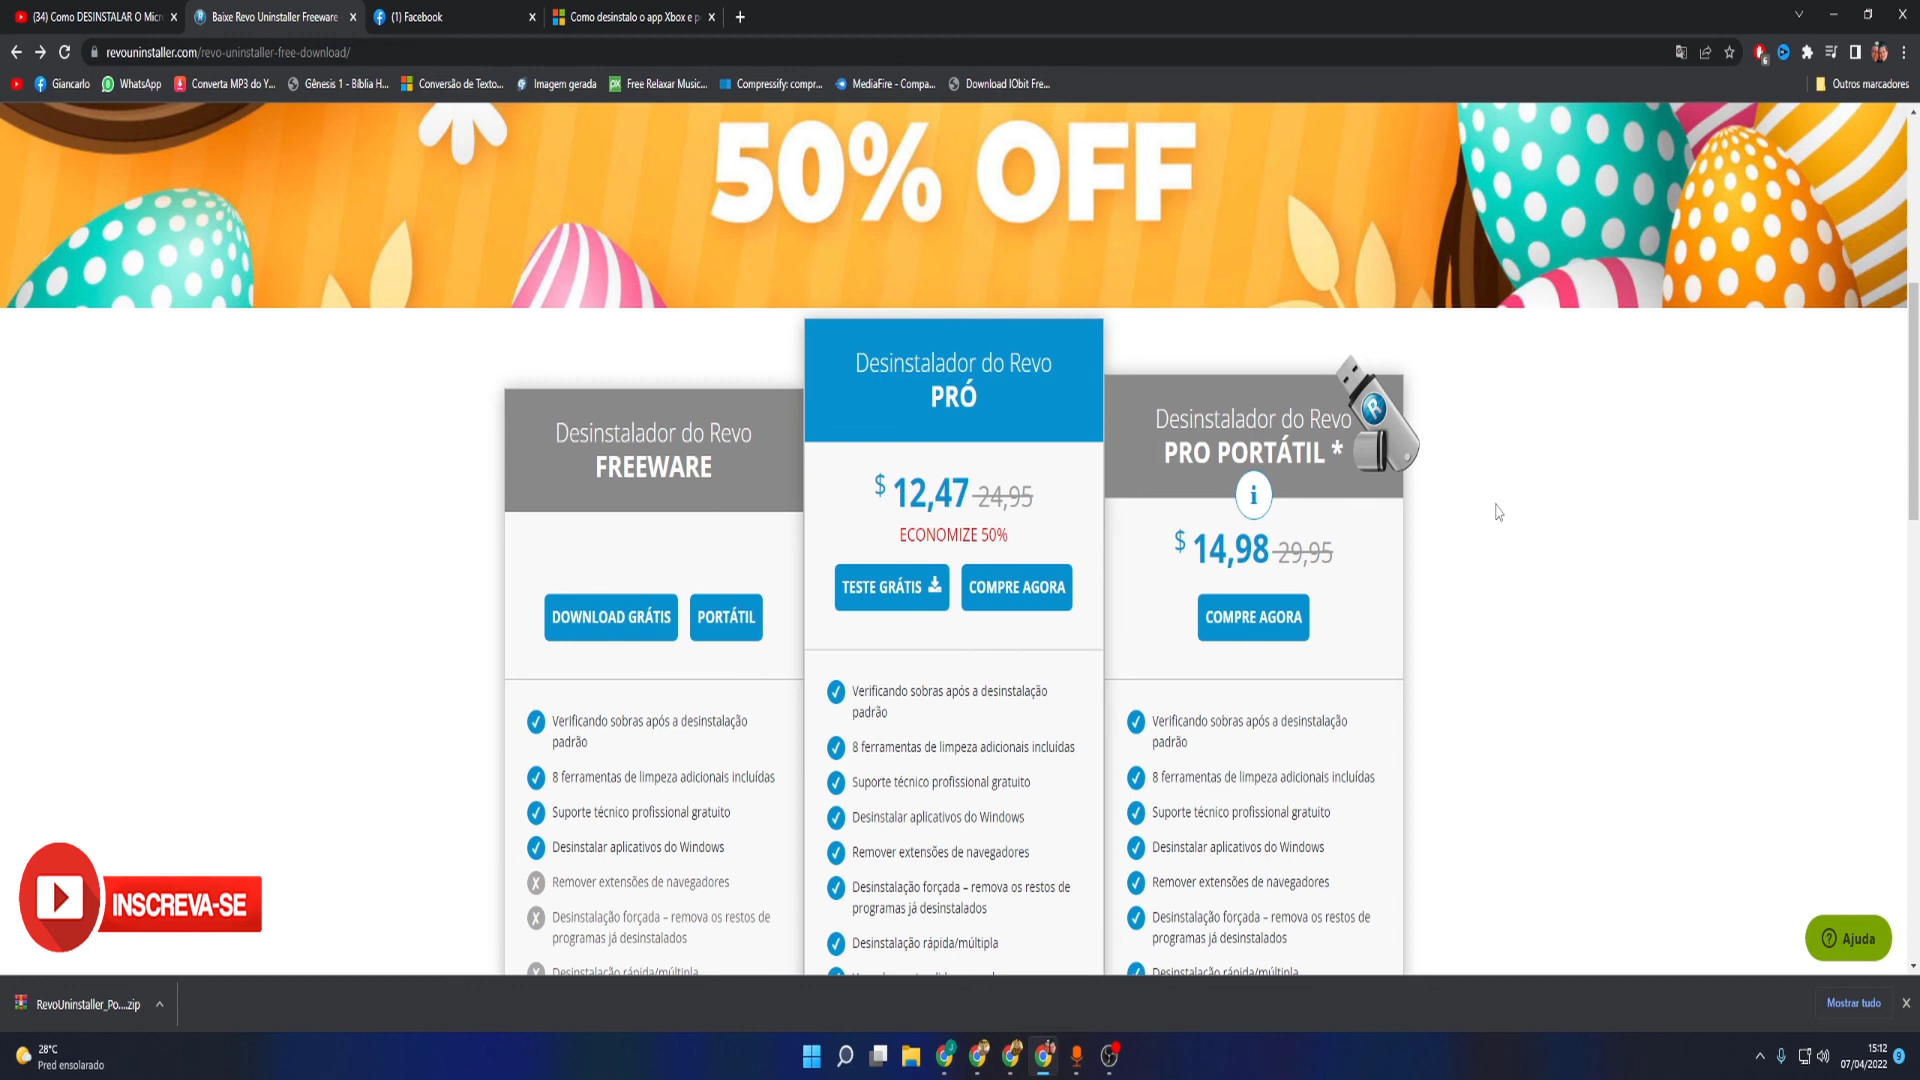 (34) Como DESINSTALAR O Micr
Baixe Revo Uninstaller Freeware
(1) Facebook
Como desinstalo o app Xbox e p
revouninstaller.com/revo-uninstaller-free-download/
6
Giancarlo
WhatsApp
Converta MP3 do Y...
Gênesis 1 - Bíblia H...
Conversão de Texto...
Imagem gerada
Free Relaxar Music...
Compressify: compr...
MediaFire - Compa...
Download IObit Fre...
Outros marcadores
50% OFF
Desinstalador do Revo
FREEWARE
DOWNLOAD GRÁTIS
PORTÁTIL
Verificando sobras após a desinstalação
padrão
8 ferramentas de limpeza adicionais incluídas
Suporte técnico profissional gratuito
Desinstalar aplicativos do Windows
Remover extensões de navegadores
Desinstalação forçada – remova os restos de
programas já desinstalados
Desinstalação rápida/múltipla
Desinstalador do Revo
PRÓ
$ 12,47 24,95
ECONOMIZE 50%
TESTE GRÁTIS
COMPRE AGORA
Verificando sobras após a desinstalação
padrão
8 ferramentas de limpeza adicionais incluídas
Suporte técnico profissional gratuito
Desinstalar aplicativos do Windows
Remover extensões de navegadores
Desinstalação forçada – remova os restos de
programas já desinstalados
Desinstalação rápida/múltipla
Desinstalador do Revo
PRO PORTÁTIL *
i
$ 14,98 29,95
COMPRE AGORA
Verificando sobras após a desinstalação
padrão
8 ferramentas de limpeza adicionais incluídas
Suporte técnico profissional gratuito
Desinstalar aplicativos do Windows
Remover extensões de navegadores
Desinstalação forçada – remova os restos de
programas já desinstalados
Desinstalação rápida/múltipla
INSCREVA-SE
? Ajuda
RevoUninstaller_Po....zip
Mostrar tudo
28°C
Pred ensolarado
15:12
07/04/2022
9